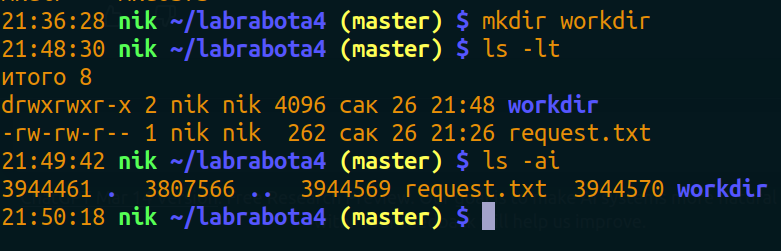 21:36:28 nik ~/labrabota4 (master) $ mkdir workdir
21:48:30 nik ~/labrabota4 (master) $ ls -lt
итого 8
drwxrwxr-x 2 nik nik 4096 сак 26 21:48 workdir
-rw-rw-r-- 1 nik nik  262 сак 26 21:26 request.txt
21:49:42 nik ~/labrabota4 (master) $ ls -ai
3944461 .  3807566 ..  3944569 request.txt  3944570 workdir
21:50:18 nik ~/labrabota4 (master) $